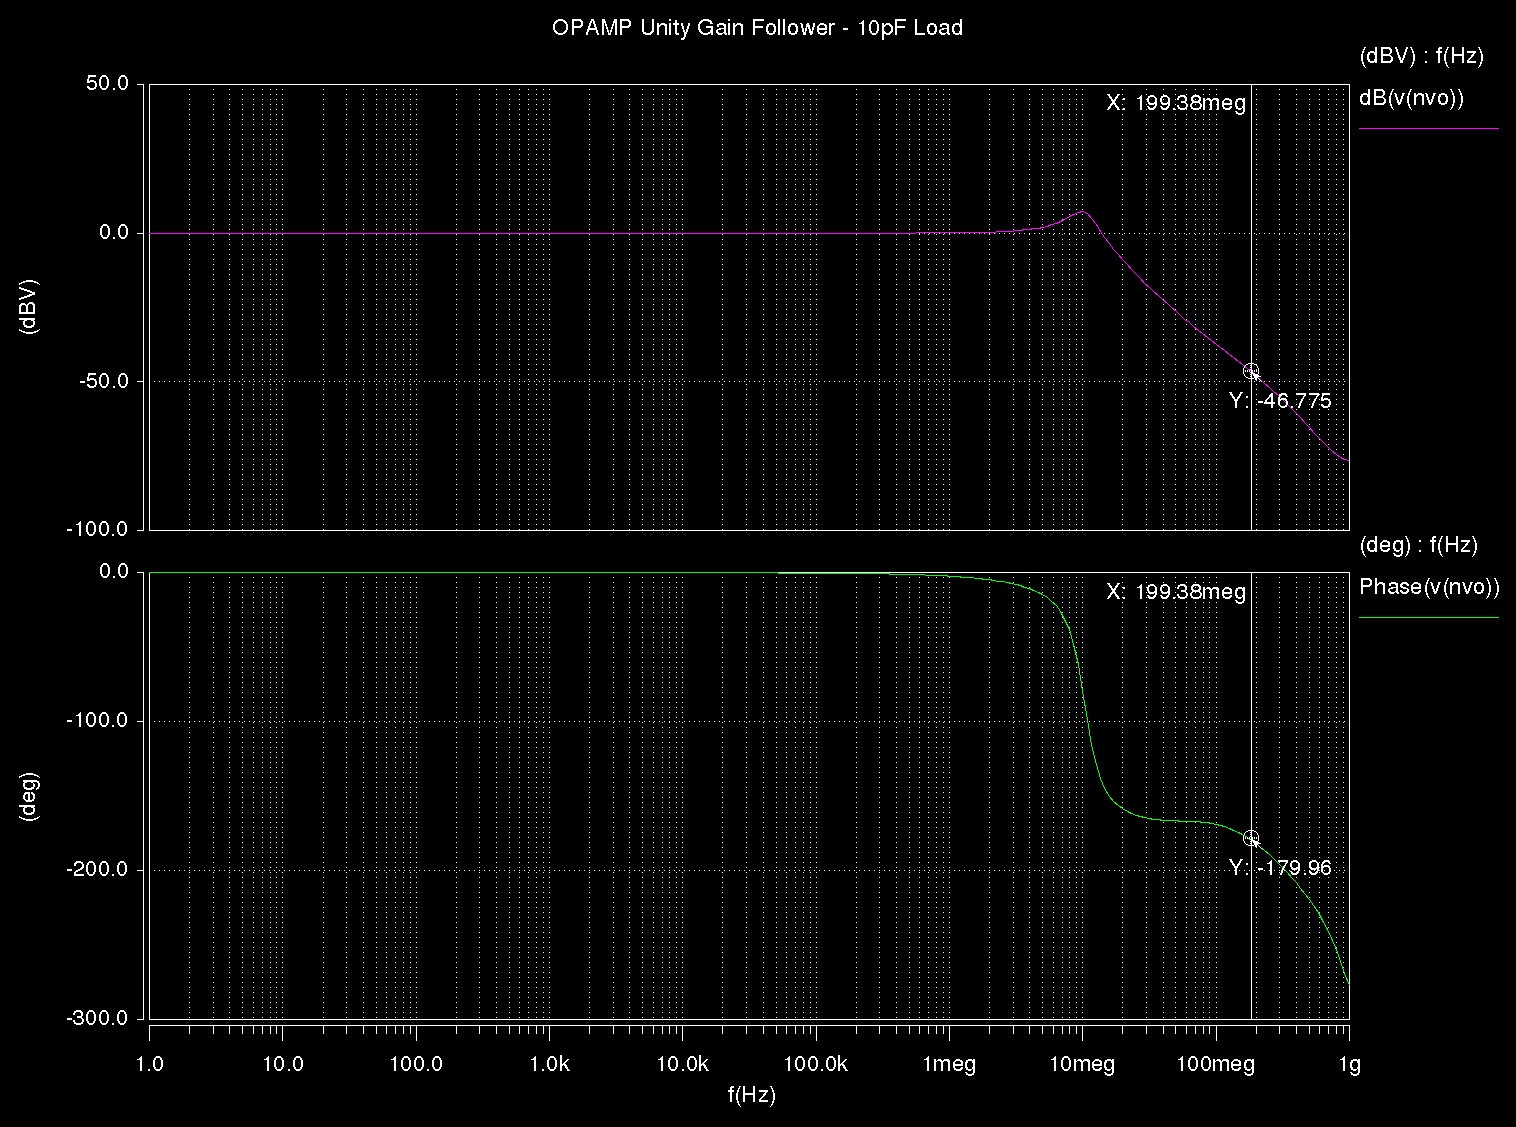 OPAMP Unity Gain Follower - 10pF Load
(dBV) : f(Hz)
dB(v(nvo))
50.0
X: 199.38meg
0.0
(dBV)
-50.0
Y: -46.775
-100.0
(deg) : f(Hz)
Phase(v(nvo))
0.0
X: 199.38meg
-100.0
(deg)
-200.0
Y: -179.96
-300.0
1.0 10.0 100.0 1.0k 10.0k 100.0k 1meg 10meg 100meg 1g
f(Hz)